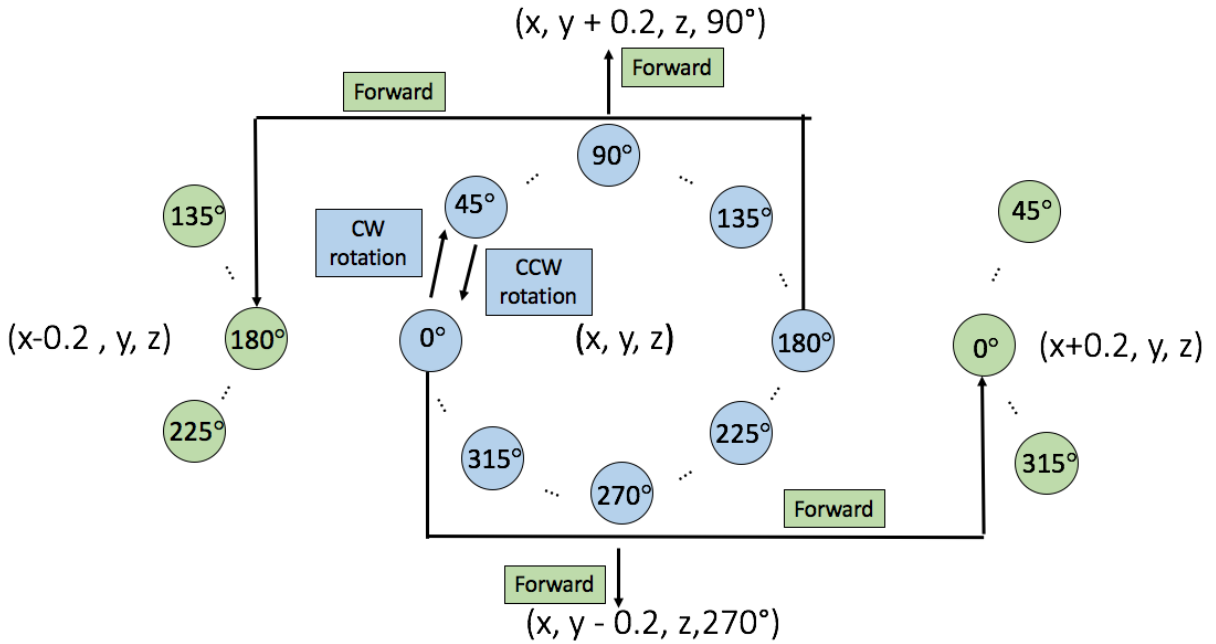 (x, y + 0.2, z, 90°)
Forward
Forward
90°
45°
135°
135°
45°
CW
rotation
CCW
rotation
(x-0.2 , y, z)
180°
0°
(x, y, z)
180°
0°
(x+0.2, y, z)
225°
315°
225°
315°
270°
Forward
Forward
(x, y - 0.2, z,270°)